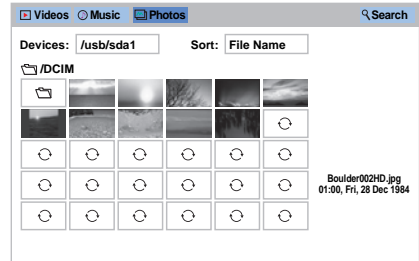 Videos Music Photos Search
Devices: /usb/sda1 Sort: File Name
/DCIM
Boulder002HD.jpg
01:00, Fri, 28 Dec 1984